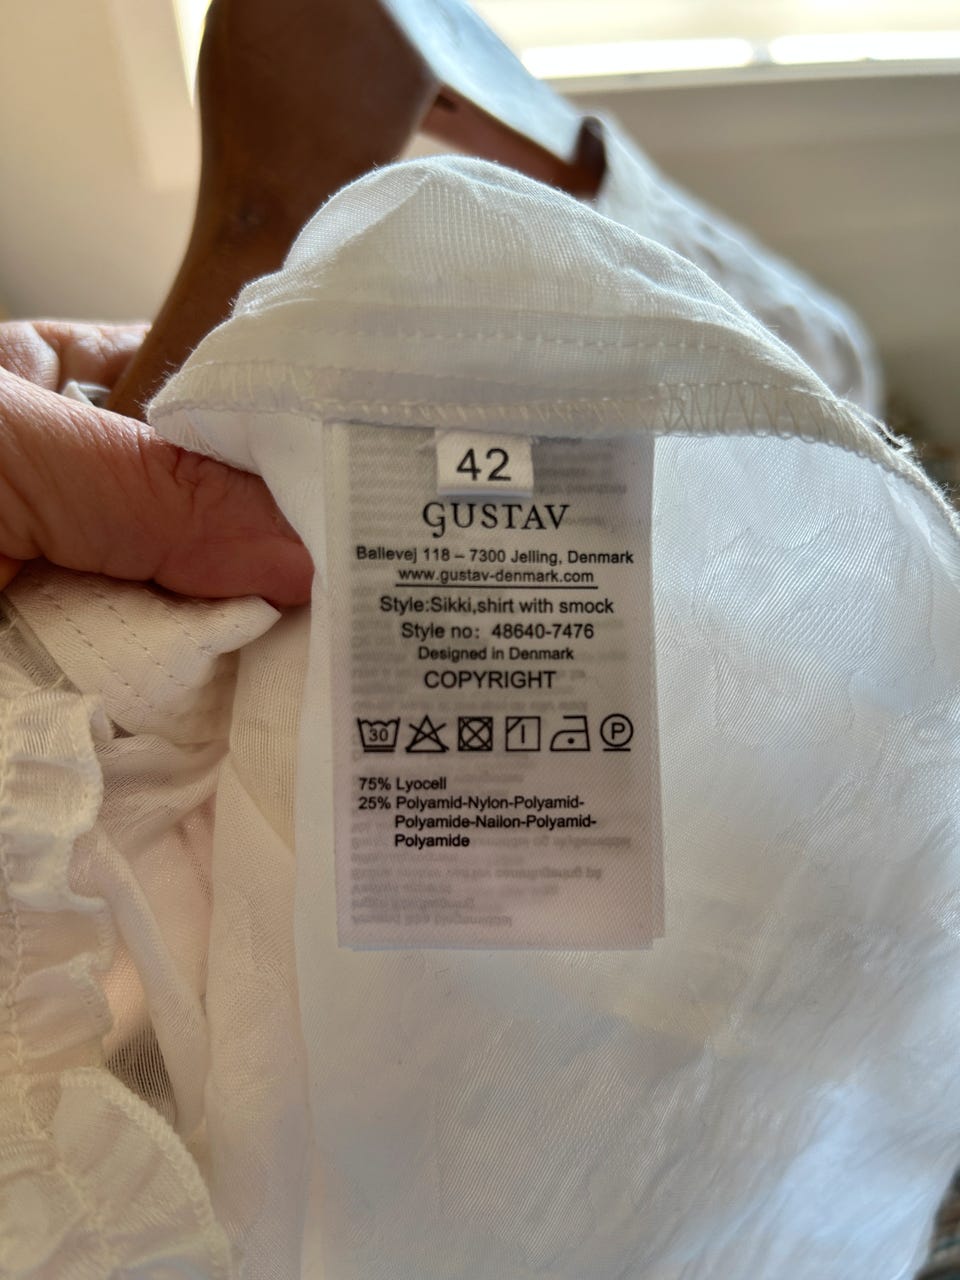 42
GUSTAV
Ballevej 118 – 7300 Jelling, Denmark
www.gustav-denmark.com
Style:Sikki,shirt with smock
Style no: 48640-7476
Designed in Denmark
COPYRIGHT
30 P
75% Lyocell
25% Polyamid-Nylon-Polyamid-
Polyamide-Nailon-Polyamid-
Polyamide